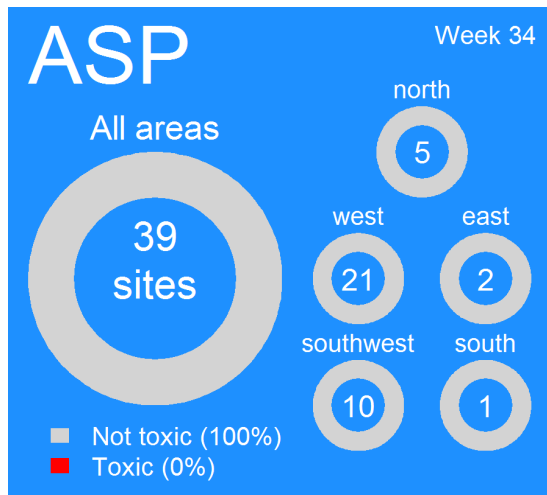 ASP
Week 34
All areas
39
sites
north
5
west
east
21
2
southwest
south
10
1
Not toxic (100%)
Toxic (0%)